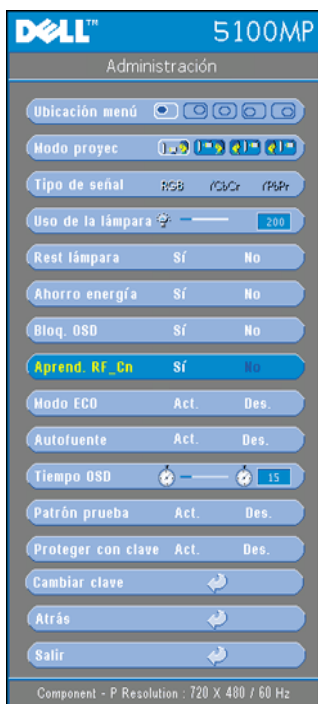 DELL™ 5100MP
Administración
Ubicación menú
Modo proyec
Tipo de señal RGB YCbCr YPbPr
Uso de la lámpara 200
Rest lámpara Sí No
Ahorro energía Sí No
Bloq. OSD Sí No
Aprend. RF_Cn Sí No
Modo ECO Act. Des.
Autofuente Act. Des.
Tiempo OSD 15
Patrón prueba Act. Des.
Proteger con clave Act. Des.
Cambiar clave
Atrás
Salir
Component - P Resolution : 720 X 480 / 60 Hz